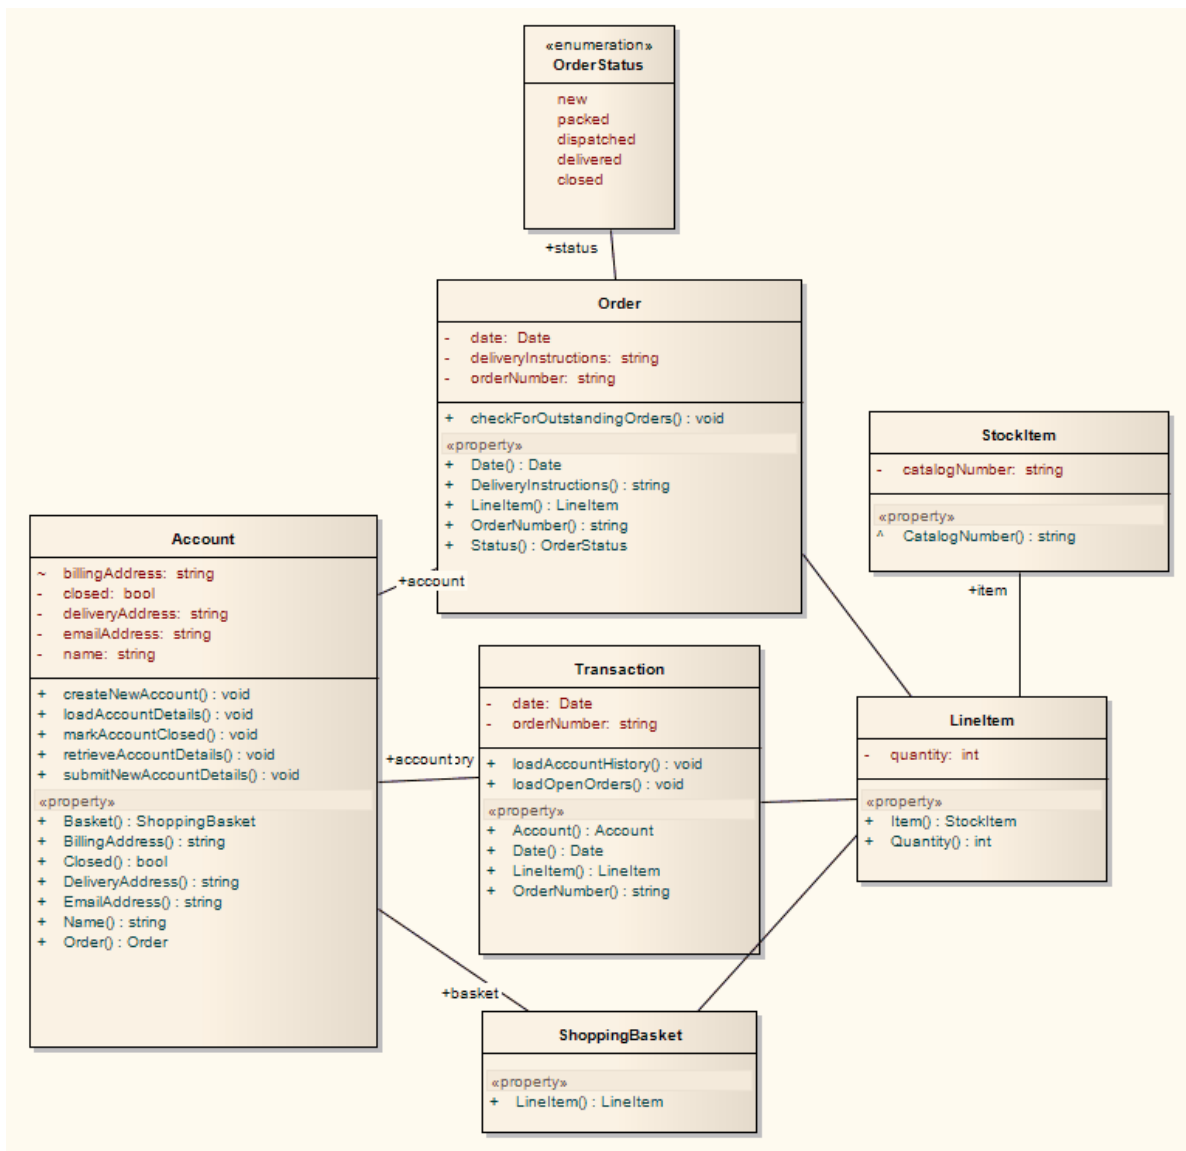 «enumeration»
OrderStatus
new
packed
dispatched
delivered
closed
+status
Order
- date: Date
- deliveryInstructions: string
- orderNumber: string
+ checkForOutstandingOrders() : void
«property»
+ Date() : Date
+ DeliveryInstructions() : string
+ LineItem() : LineItem
+ OrderNumber() : string
+ Status() : OrderStatus
StockItem
- catalogNumber: string
«property»
^ CatalogNumber() : string
+item
Account
~ billingAddress: string
- closed: bool
- deliveryAddress: string
- emailAddress: string
- name: string
+ createNewAccount() : void
+ loadAccountDetails() : void
+ markAccountClosed() : void
+ retrieveAccountDetails() : void
+ submitNewAccountDetails() : void
«property»
+ Basket() : ShoppingBasket
+ BillingAddress() : string
+ Closed() : bool
+ DeliveryAddress() : string
+ EmailAddress() : string
+ Name() : string
+ Order() : Order
+account
+account
Transaction
- date: Date
- orderNumber: string
+ loadAccountHistory() : void
+ loadOpenOrders() : void
«property»
+ Account() : Account
+ Date() : Date
+ LineItem() : LineItem
+ OrderNumber() : string
LineItem
- quantity: int
«property»
+ Item() : StockItem
+ Quantity() : int
+basket
ShoppingBasket
«property»
+ LineItem() : LineItem